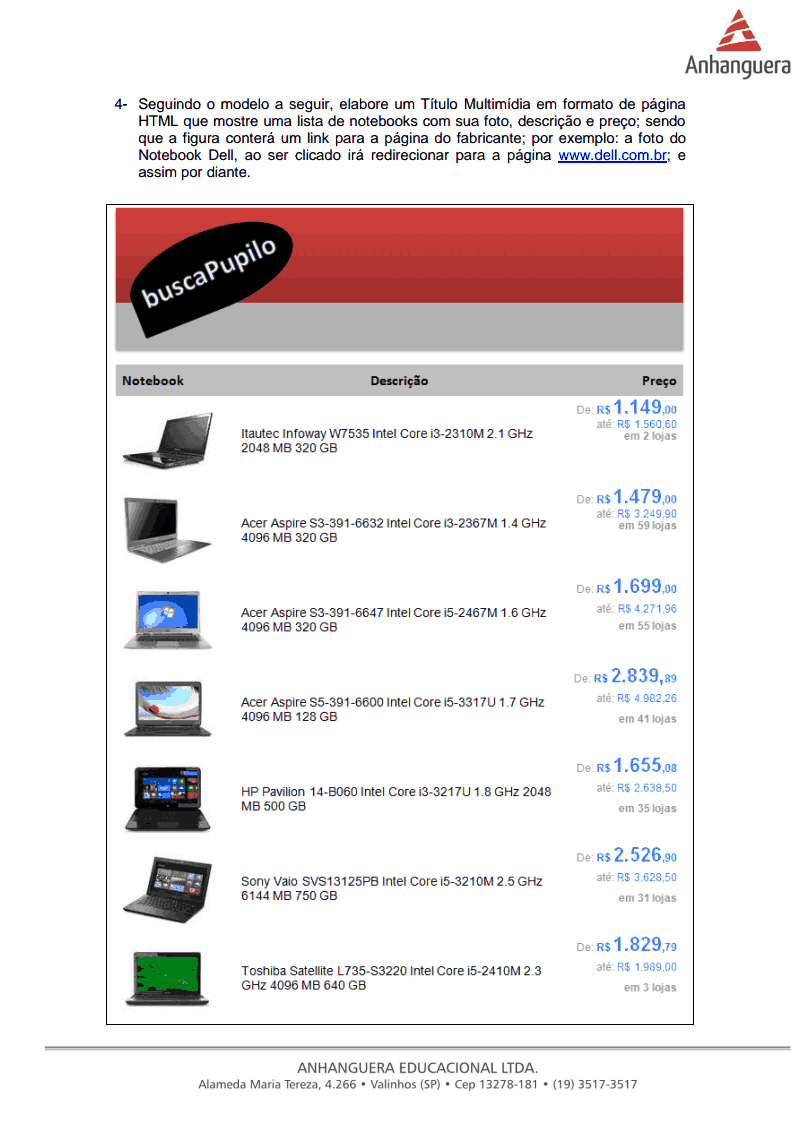 Anhanguera
4- Seguindo o modelo a seguir, elabore um Título Multimídia em formato de página
HTML que mostre uma lista de notebooks com sua foto, descrição e preço; sendo
que a figura conterá um link para a página do fabricante; por exemplo: a foto do
Notebook Dell, ao ser clicado irá redirecionar para a página www.dell.com.br; e
assim por diante.
buscaPupilo
Notebook Descrição Preço
De: R$ 1.149,00
até: R$ 1.560,60
em 2 lojas
Itautec Infoway W7535 Intel Core i3-2310M 2.1 GHz
2048 MB 320 GB
De: R$ 1.479,00
até: R$ 3.249,90
em 59 lojas
Acer Aspire S3-391-6632 Intel Core i3-2367M 1.4 GHz
4096 MB 320 GB
De: R$ 1.699,00
até: R$ 4.271,96
em 55 lojas
Acer Aspire S3-391-6647 Intel Core i5-2467M 1.6 GHz
4096 MB 320 GB
De: R$ 2.839,89
até: R$ 4.982,26
em 41 lojas
Acer Aspire S5-391-6600 Intel Core i5-3317U 1.7 GHz
4096 MB 128 GB
De: R$ 1.655,08
até: R$ 2.638,50
em 35 lojas
HP Pavilion 14-B060 Intel Core i3-3217U 1.8 GHz 2048
MB 500 GB
De: R$ 2.526,90
até: R$ 3.628,50
em 31 lojas
Sony Vaio SVS13125PB Intel Core i5-3210M 2.5 GHz
6144 MB 750 GB
De: R$ 1.829,79
até: R$ 1.989,00
em 3 lojas
Toshiba Satellite L735-S3220 Intel Core i5-2410M 2.3
GHz 4096 MB 640 GB
ANHANGUERA EDUCACIONAL LTDA.
Alameda Maria Tereza, 4.266 • Valinhos (SP) • Cep 13278-181 • (19) 3517-3517